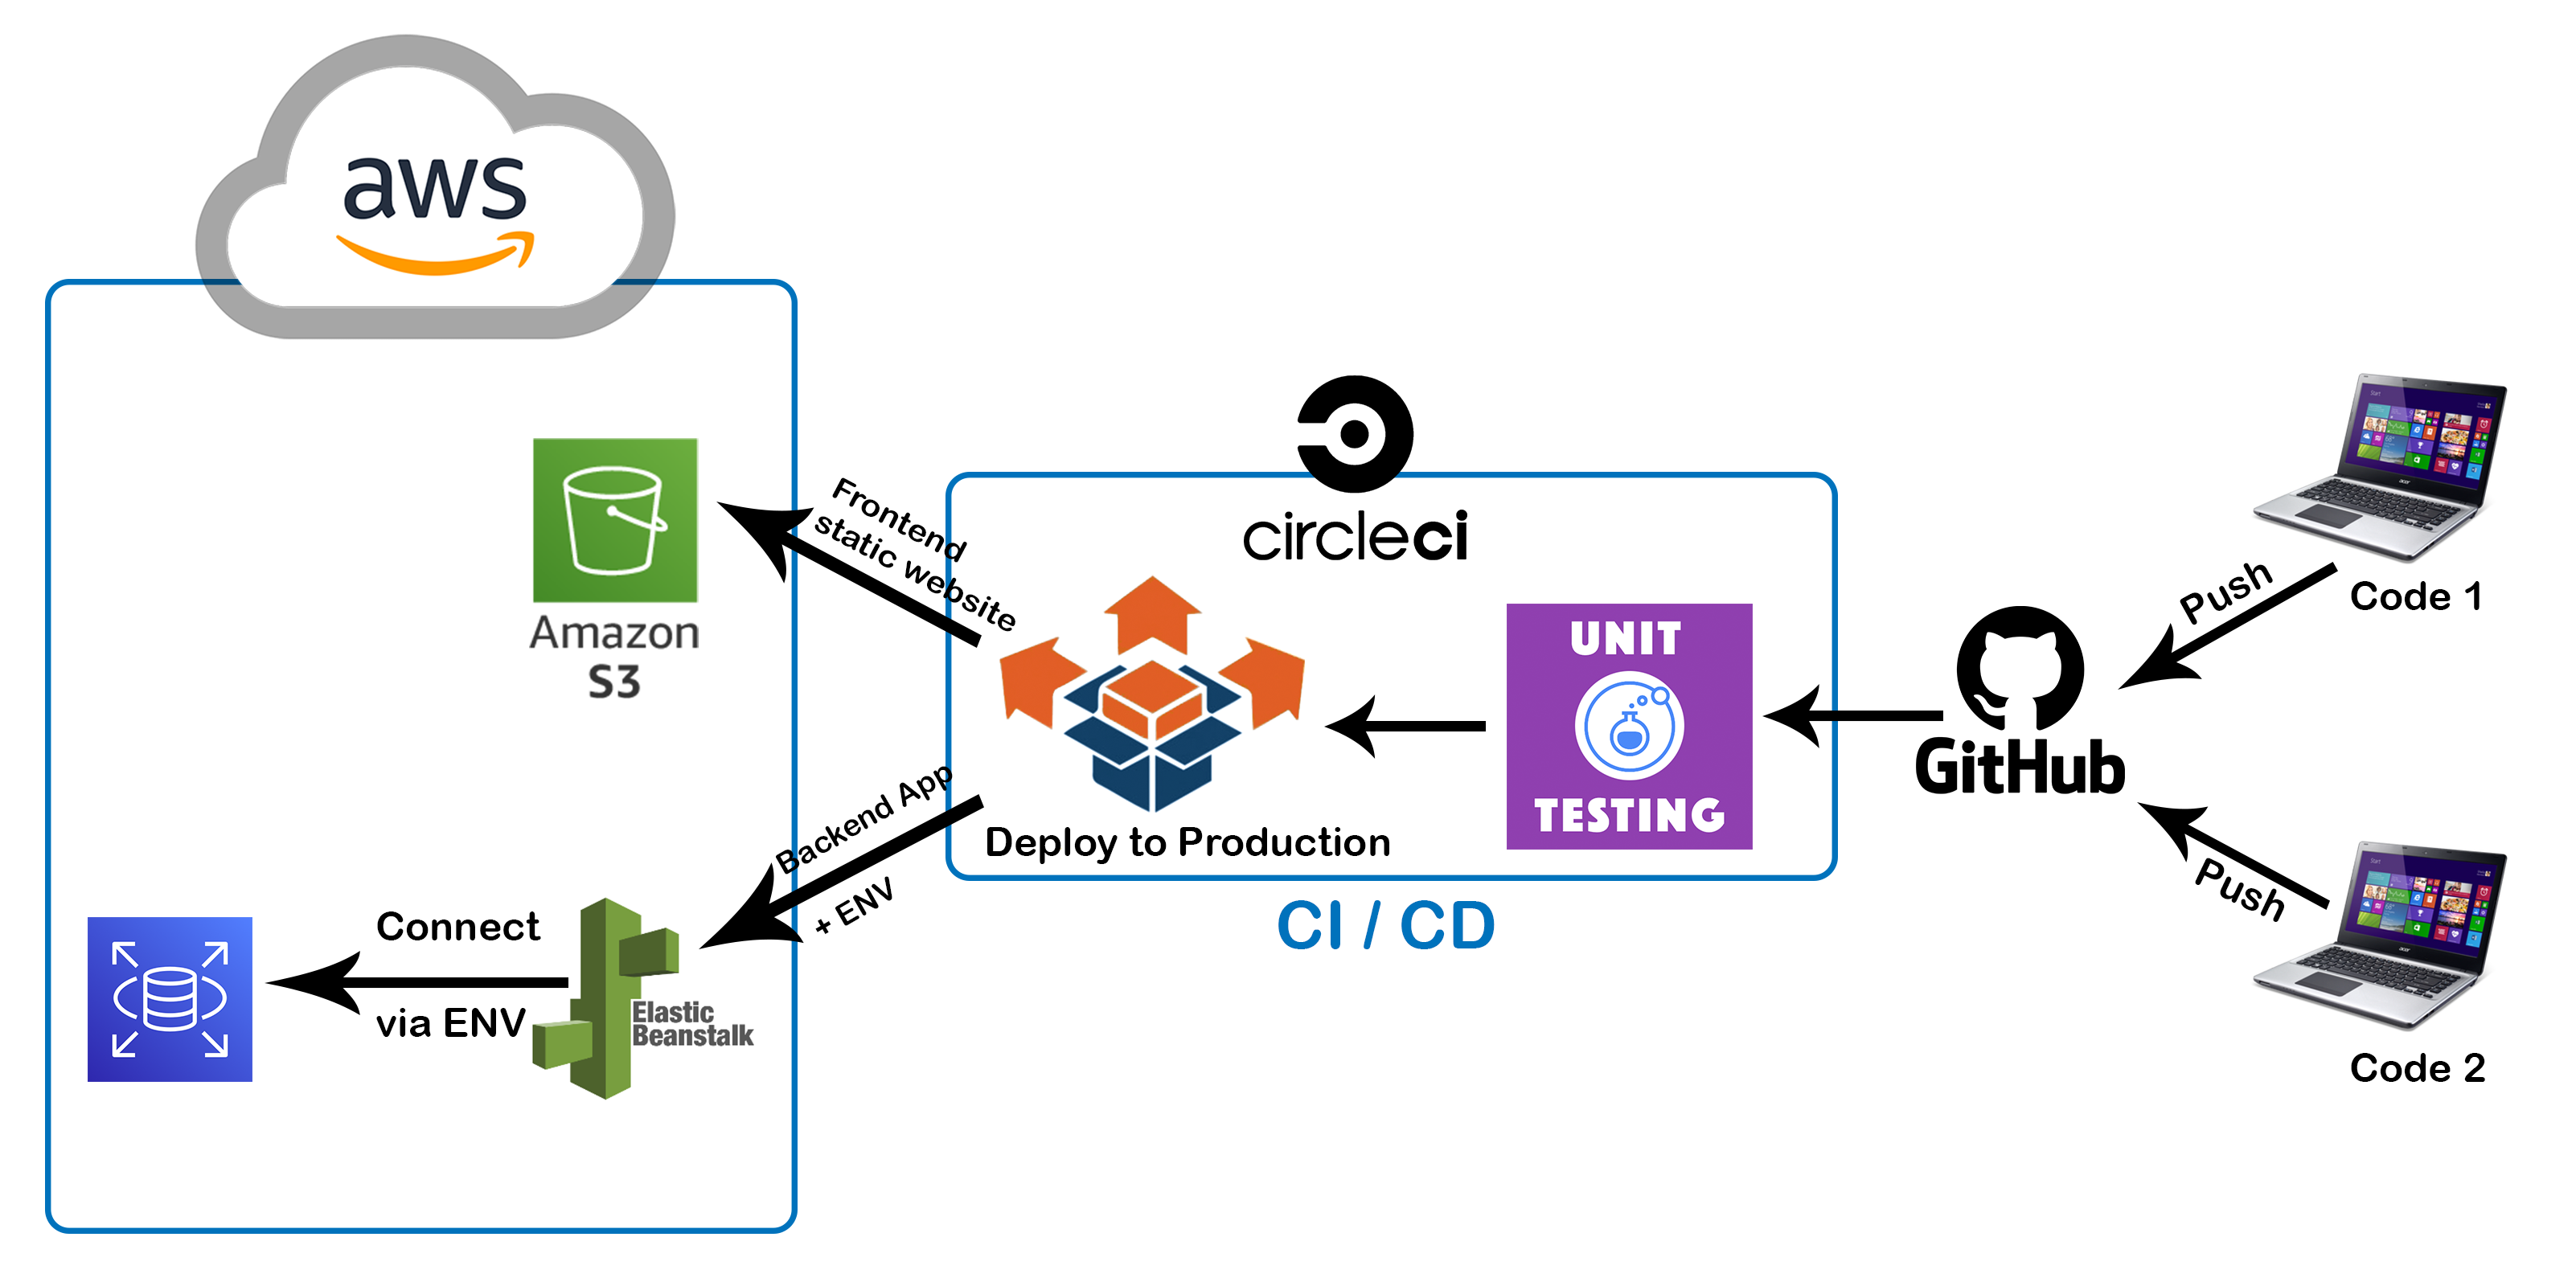 aws
Amazon
S3
Frontend
static website
Backend App
+ ENV
Connect
via ENV
Elastic
Beanstalk
circleci
Deploy to Production
UNIT
TESTING
CI / CD
GitHub
Push
Code 1
Push
Code 2